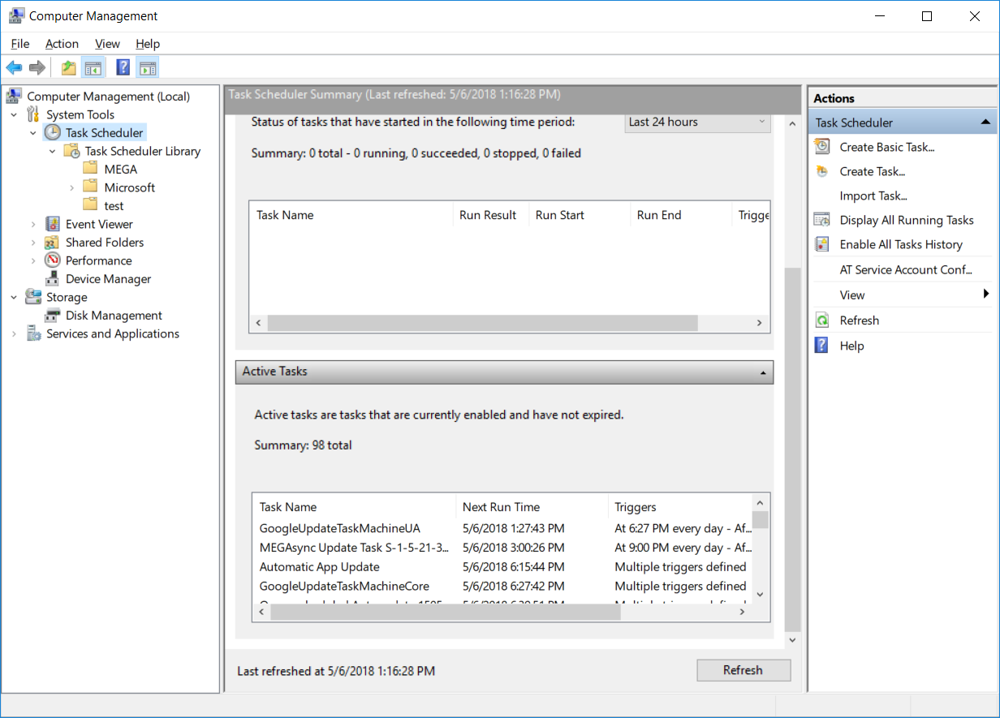 Computer Management
File Action View Help
Computer Management (Local)
System Tools
Task Scheduler
Task Scheduler Library
MEGA
Microsoft
test
Event Viewer
Shared Folders
Performance
Device Manager
Storage
Disk Management
Services and Applications
Task Scheduler Summary (Last refreshed: 5/6/2018 1:16:28 PM)
Status of tasks that have started in the following time period: Last 24 hours
Summary: 0 total - 0 running, 0 succeeded, 0 stopped, 0 failed
Task Name Run Result Run Start Run End Trigge
Active Tasks
Active tasks are tasks that are currently enabled and have not expired.
Summary: 98 total
Task Name Next Run Time Triggers
GoogleUpdateTaskMachineUA 5/6/2018 1:27:43 PM At 6:27 PM every day - Af...
MEGAsync Update Task S-1-5-21-3... 5/6/2018 3:00:26 PM At 9:00 PM every day - Af...
Automatic App Update 5/6/2018 6:15:44 PM Multiple triggers defined
GoogleUpdateTaskMachineCore 5/6/2018 6:27:42 PM Multiple triggers defined
Last refreshed at 5/6/2018 1:16:28 PM Refresh
Actions
Task Scheduler
Create Basic Task...
Create Task...
Import Task...
Display All Running Tasks
Enable All Tasks History
AT Service Account Conf...
View
Refresh
Help